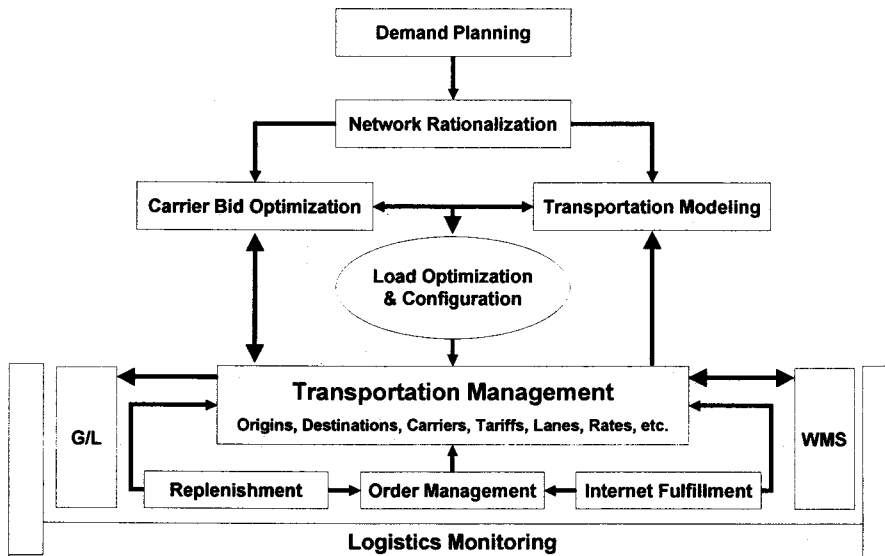 Demand Planning
Network Rationalization
Carrier Bid Optimization
Transportation Modeling
Load Optimization
& Configuration
Transportation Management
Origins, Destinations, Carriers, Tariffs, Lanes, Rates, etc.
G/L
WMS
Replenishment
Order Management
Internet Fulfillment
Logistics Monitoring